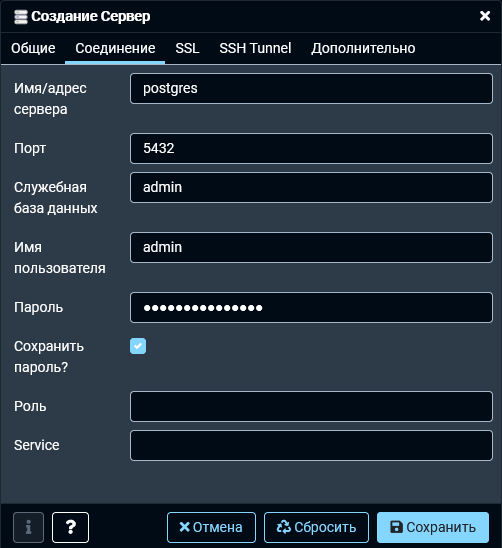 Создание Сервер
Общие Соединение SSL SSH Tunnel Дополнительно
Имя/адрес
сервера
postgres
Порт
5432
Служебная
база данных
admin
Имя
пользователя
admin
Пароль
●●●●●●●●●●●●●●●
Сохранить
пароль?
Роль
Service
i ? Отмена Сбросить Сохранить